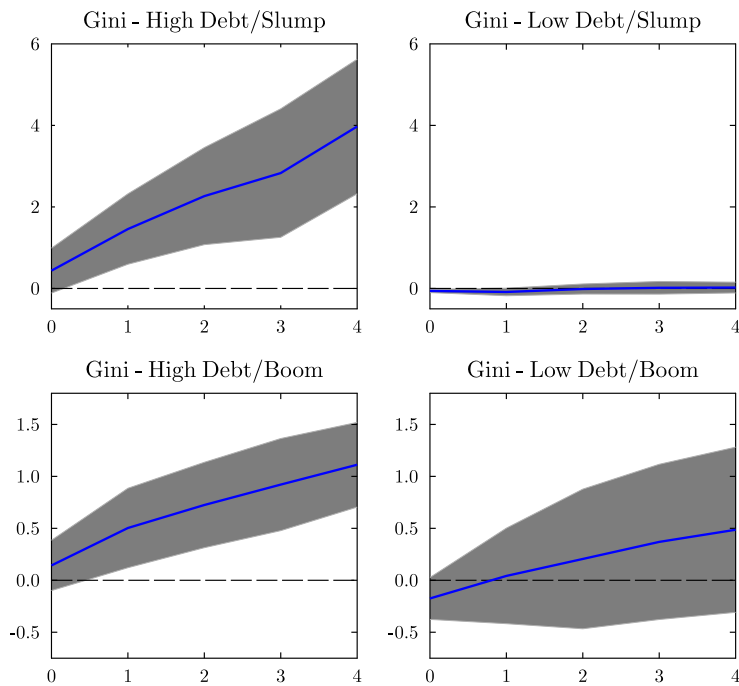 Gini - High Debt/Slump
6
4
2
0
0 1 2 3 4
Gini - Low Debt/Slump
6
4
2
0
0 1 2 3 4
Gini - High Debt/Boom
1.5
1.0
0.5
0.0
-0.5
0 1 2 3 4
Gini - Low Debt/Boom
1.5
1.0
0.5
0.0
-0.5
0 1 2 3 4